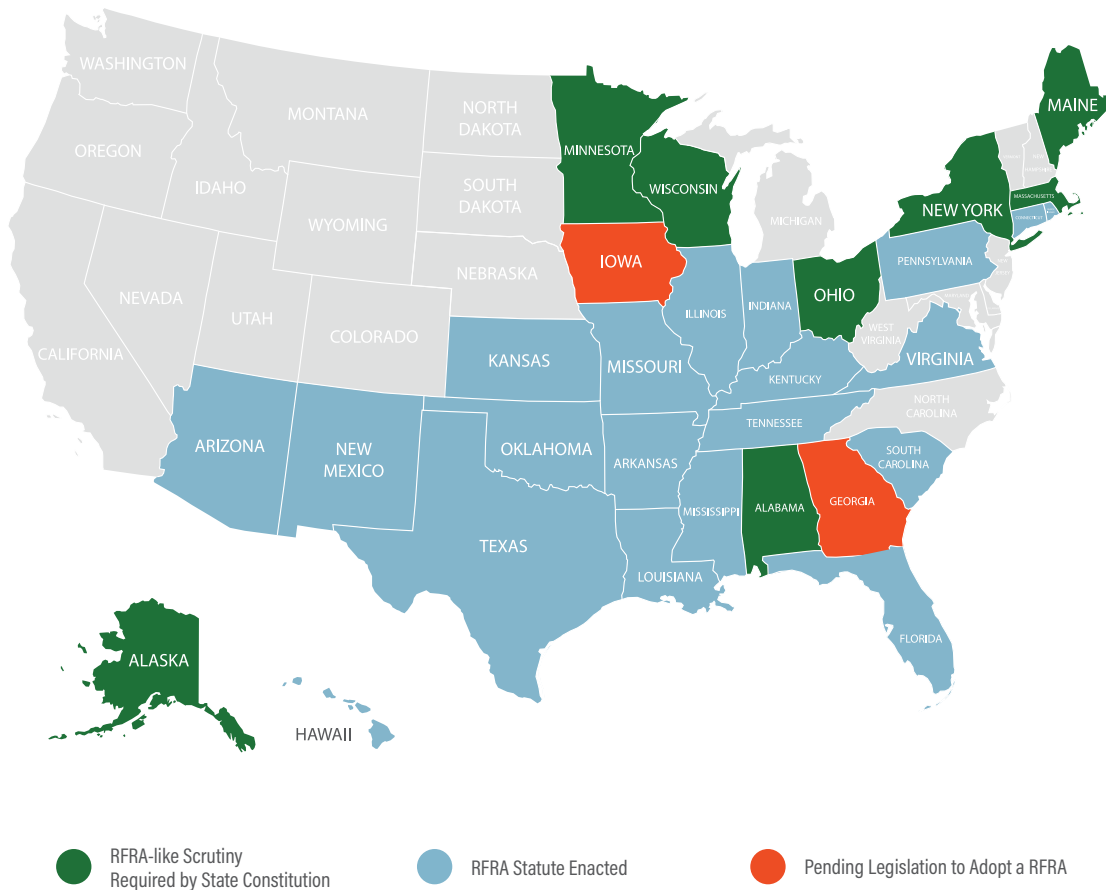 WASHINGTON
MONTANA
NORTH
DAKOTA
MINNESOTA
MAINE
OREGON
IDAHO
SOUTH
DAKOTA
WISCONSIN
MASSACHUSETTS
WYOMING
MICHIGAN
NEW YORK
CONNECTICUT
IOWA
NEBRASKA
PENNSYLVANIA
NEVADA
UTAH
COLORADO
ILLINOIS
INDIANA
OHIO
WEST
VIRGINIA
CALIFORNIA
KANSAS
MISSOURI
KENTUCKY
VIRGINIA
NORTH
CAROLINA
ARIZONA
NEW
MEXICO
OKLAHOMA
ARKANSAS
TENNESSEE
SOUTH
CAROLINA
MISSISSIPPI
ALABAMA
GEORGIA
TEXAS
LOUISIANA
FLORIDA
ALASKA
HAWAII
RFRA-like Scrutiny
Required by State Constitution
RFRA Statute Enacted
Pending Legislation to Adopt a RFRA